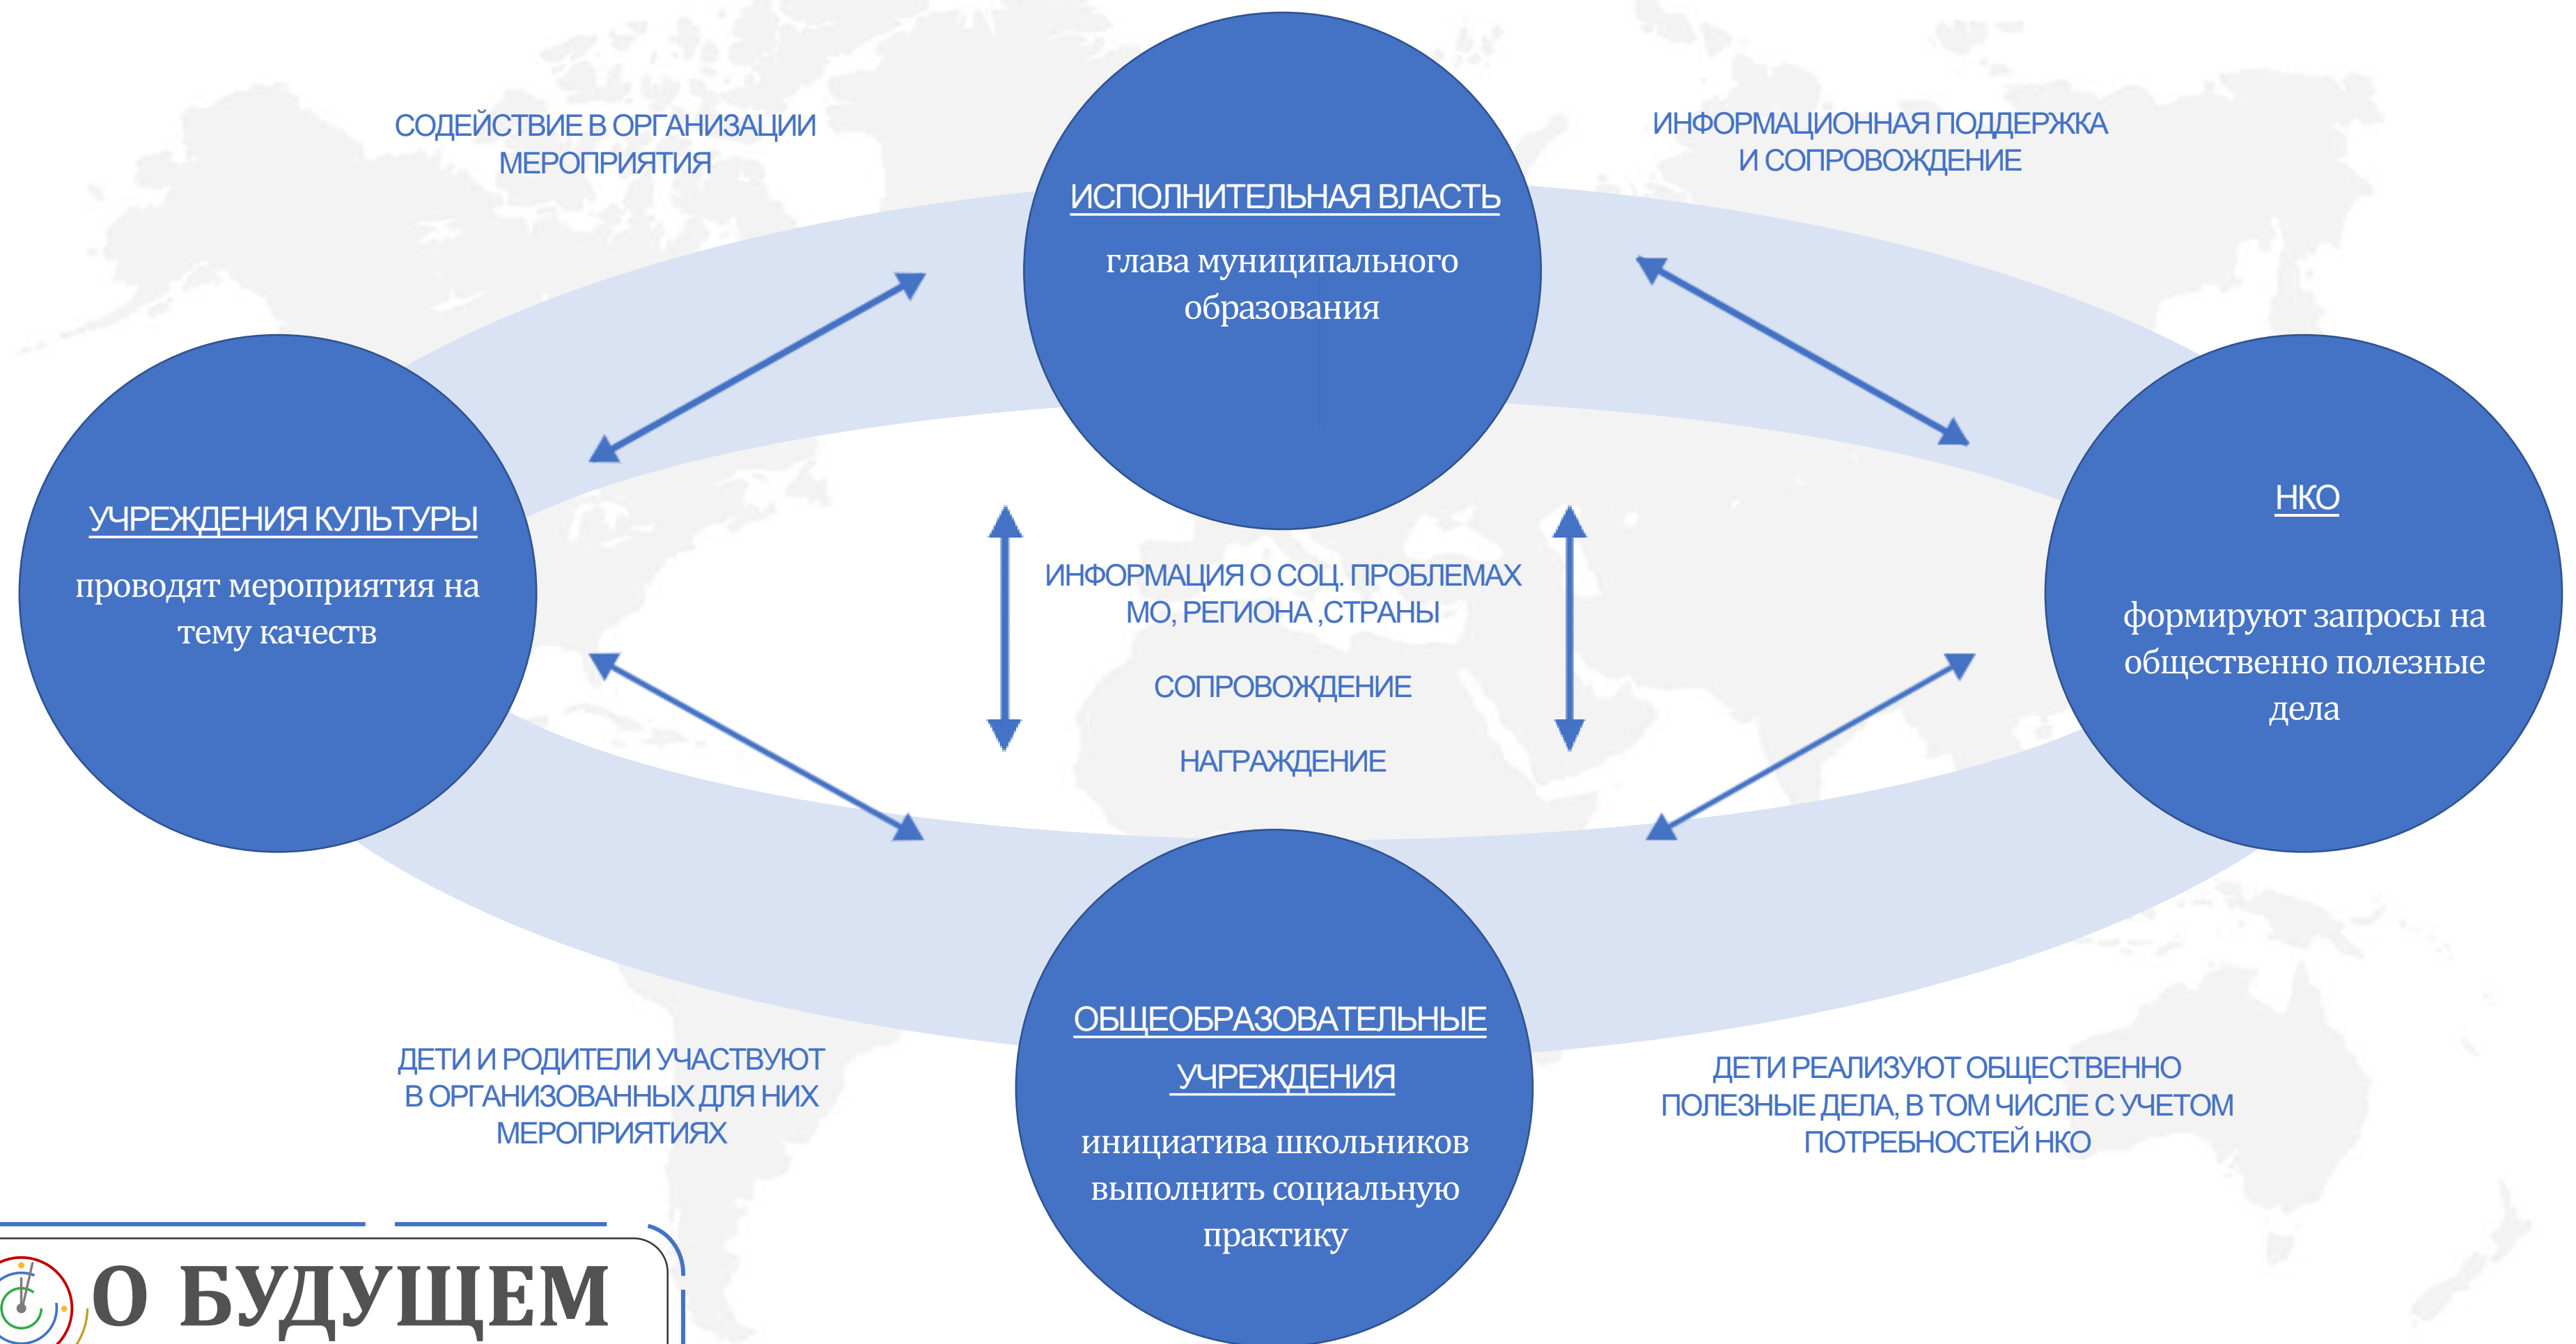 СОДЕЙСТВИЕ В ОРГАНИЗАЦИИ
МЕРОПРИЯТИЯ
ИНФОРМАЦИОННАЯ ПОДДЕРЖКА
И СОПРОВОЖДЕНИЕ
ИСПОЛНИТЕЛЬНАЯ ВЛАСТЬ
глава муниципального
образования
УЧРЕЖДЕНИЯ КУЛЬТУРЫ
проводят мероприятия на
тему качеств
ИНФОРМАЦИЯ О СОЦ. ПРОБЛЕМАХ
МО, РЕГИОНА ,СТРАНЫ
СОПРОВОЖДЕНИЕ
НАГРАЖДЕНИЕ
НКО
формируют запросы на
общественно полезные
дела
ОБЩЕОБРАЗОВАТЕЛЬНЫЕ
УЧРЕЖДЕНИЯ
инициатива школьников
выполнить социальную
практику
ДЕТИ И РОДИТЕЛИ УЧАСТВУЮТ
В ОРГАНИЗОВАННЫХ ДЛЯ НИХ
МЕРОПРИЯТИЯХ
ДЕТИ РЕАЛИЗУЮТ ОБЩЕСТВЕННО
ПОЛЕЗНЫЕ ДЕЛА, В ТОМ ЧИСЛЕ С УЧЕТОМ
ПОТРЕБНОСТЕЙ НКО
О БУДУЩЕМ